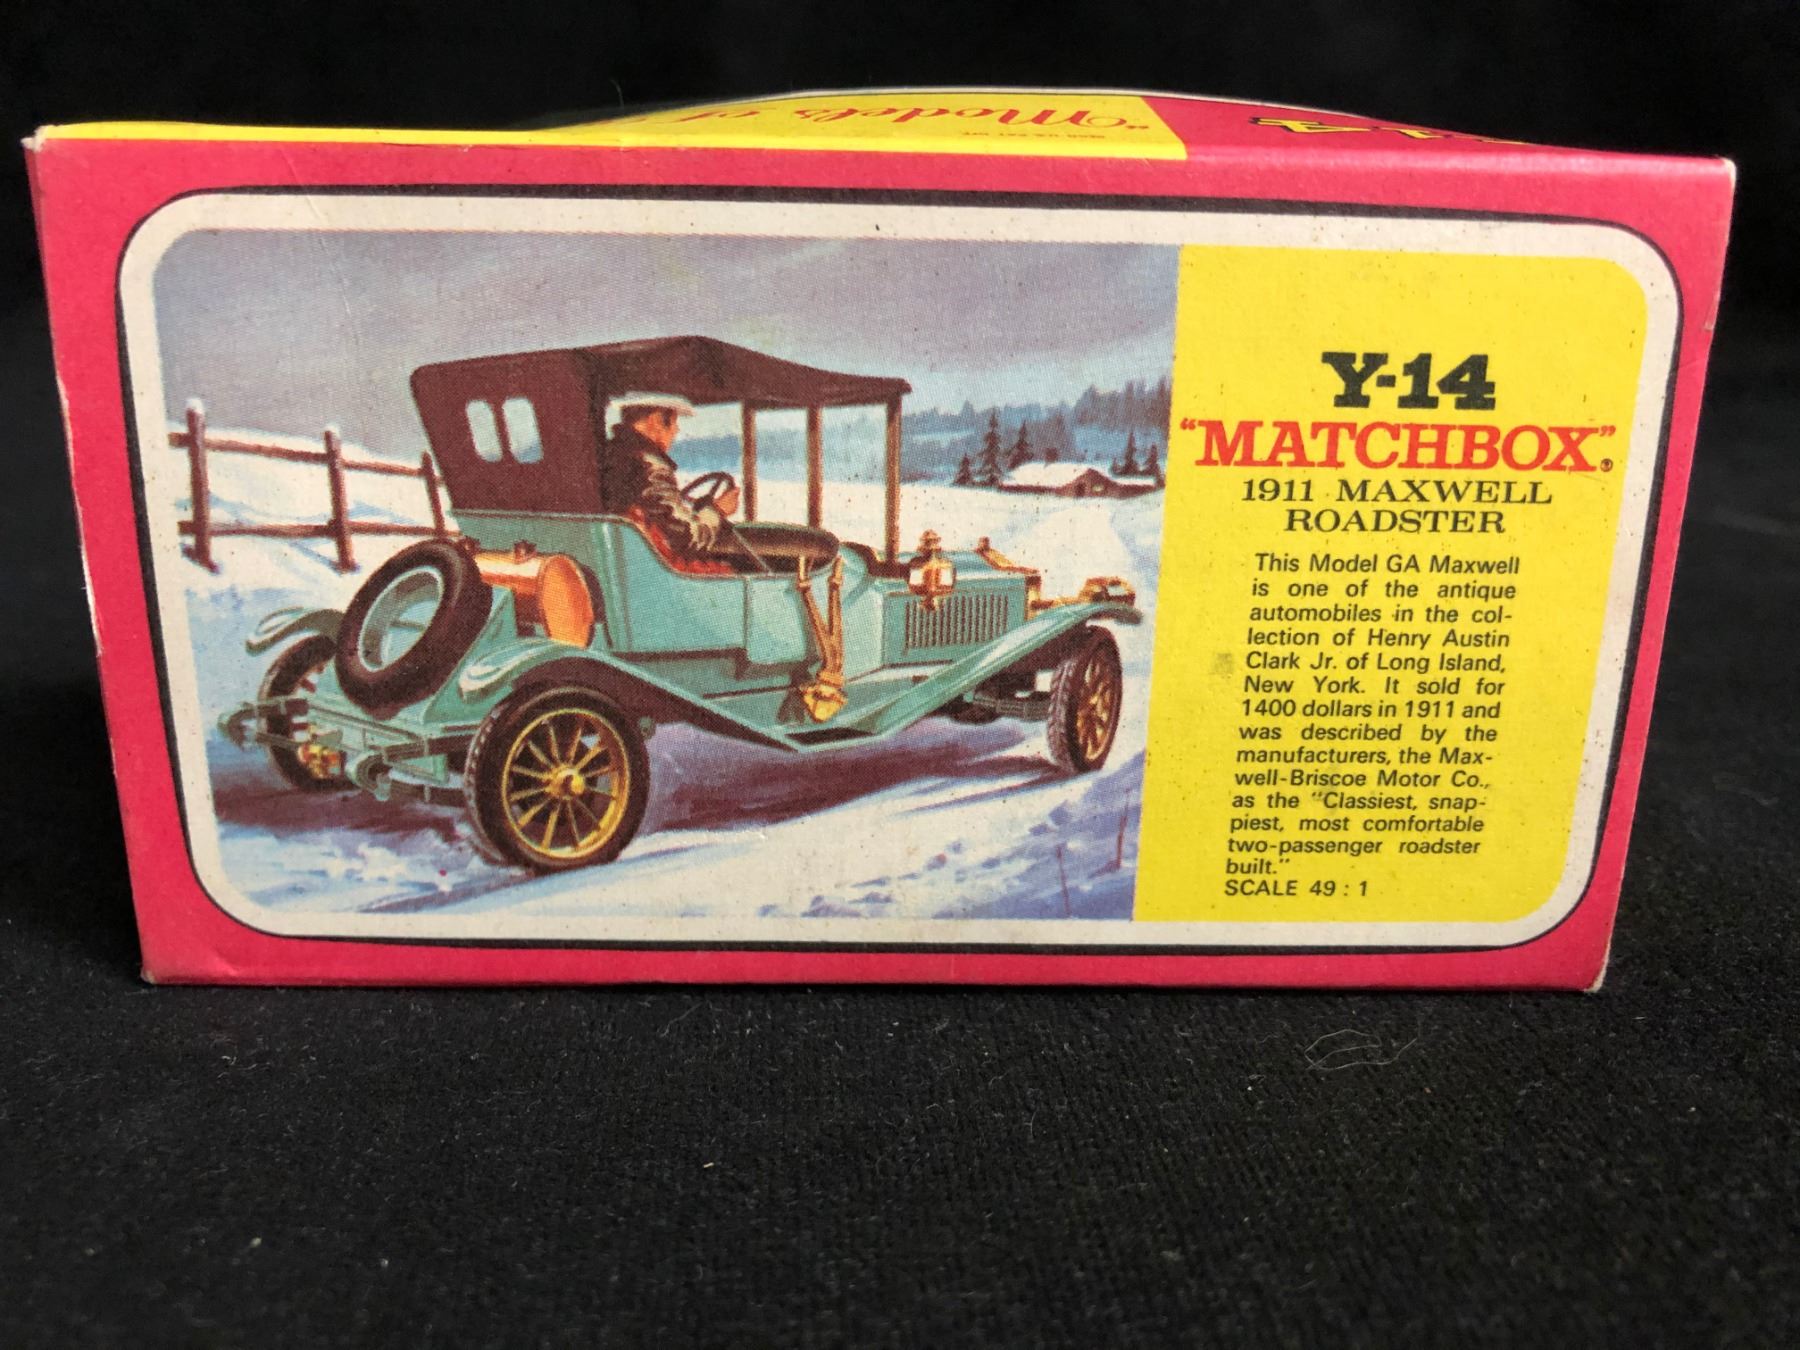 "Models of
Y-14
"MATCHBOX"®
1911 MAXWELL
ROADSTER
This Model GA Maxwell
is one of the antique
automobiles in the col-
lection of Henry Austin
Clark Jr. of Long Island,
New York. It sold for
1400 dollars in 1911 and
was described by the
manufacturers, the Max-
well-Briscoe Motor Co.,
as the "Classiest, snap-
piest, most comfortable
two-passenger roadster
built."
SCALE 49 : 1